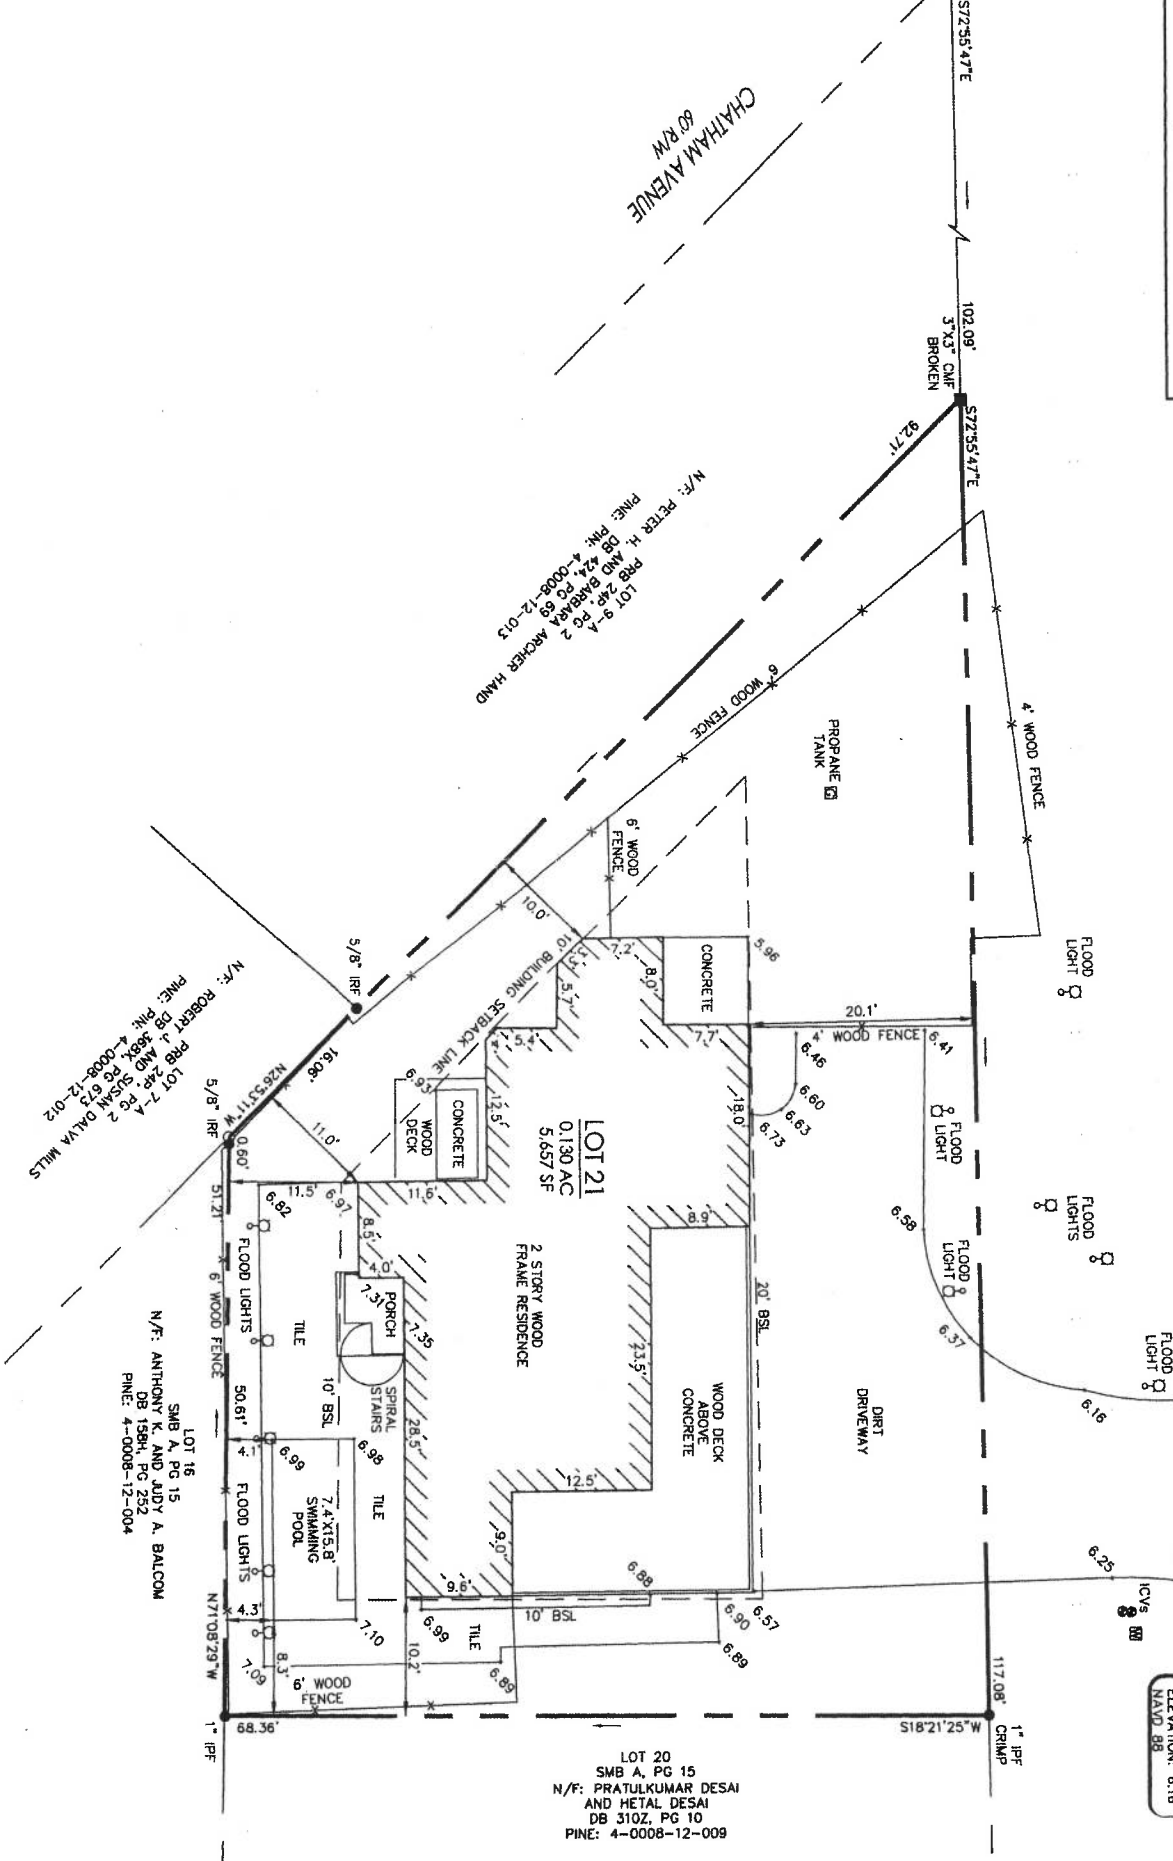 S72°55'47"E
CHATHAM AVENUE
60' R/W
102.09'
3"X3" CMF
BROKEN
S72°55'47"E
92.71'
LOT 9-A
PRB 24P, PG 2
N/F: PETER H. AND BARBARA ARCHER HAND
DB 424, PG 69
PINE: PIN: 4-0008-12-013
6' WOOD FENCE
4' WOOD FENCE
PROPANE
TANK
G
6' WOOD
FENCE
10.0'
10' BUILDING SETBACK LINE
3.3'
7.2'
8.0'
CONCRETE
5.96
FLOOD
LIGHT
5/8" IRF
5.7'
5.4'
7.7'
20.1'
4' WOOD FENCE
6.41
6.46
6.60
6.63
6.73
LOT 7-A
PRB 24P, PG 2
N/F: ROBERT J. AND SUSAN DALVA MILLS
DB 368X, PG 673
PINE: PIN: 4-0008-12-012
N26°53'11"W
16.06'
11.0'
5/8" IRF
0.60'
6.93
WOOD
DECK
CONCRETE
12.5'
LOT 21
0.130 AC
5,657 SF
18.0'
FLOOD
LIGHT
FLOOD
LIGHTS
51.21'
6.82
11.5'
6.97
11.6'
8.5'
4.0'
8.9'
6.58
FLOOD
LIGHT
6' WOOD FENCE
FLOOD LIGHTS
TILE
7.31
PORCH
7.35
2 STORY WOOD
FRAME RESIDENCE
23.5'
20' BSL
6.37
FLOOD
LIGHT
6.16
50.61'
10' BSL
SPIRAL
STAIRS
28.5'
WOOD DECK
ABOVE
CONCRETE
DIRT
DRIVEWAY
LOT 16
SMB A, PG 15
N/F: ANTHONY K. AND JUDY A. BALCOM
DB 158H, PG 252
PINE: 4-0008-12-004
4.1'
6.99
6.98
FLOOD LIGHTS
7.4'X15.8'
SWIMMING
POOL
TILE
12.5'
9.0'
9.6'
6.88
6.25
ICVs
W
N71°08'29"W
4.3'
7.10
6.99
10' BSL
TILE
6.90
6.57
6.89
7.09
8.3'
6' WOOD
FENCE
10.2'
6.89
1" IPF
68.36'
S18°21'25"W
117.08'
1" IPF
CRIMP
NAVD 88
LOT 20
SMB A, PG 15
N/F: PRATULKUMAR DESAI
AND HETAL DESAI
DB 310Z, PG 10
PINE: 4-0008-12-009